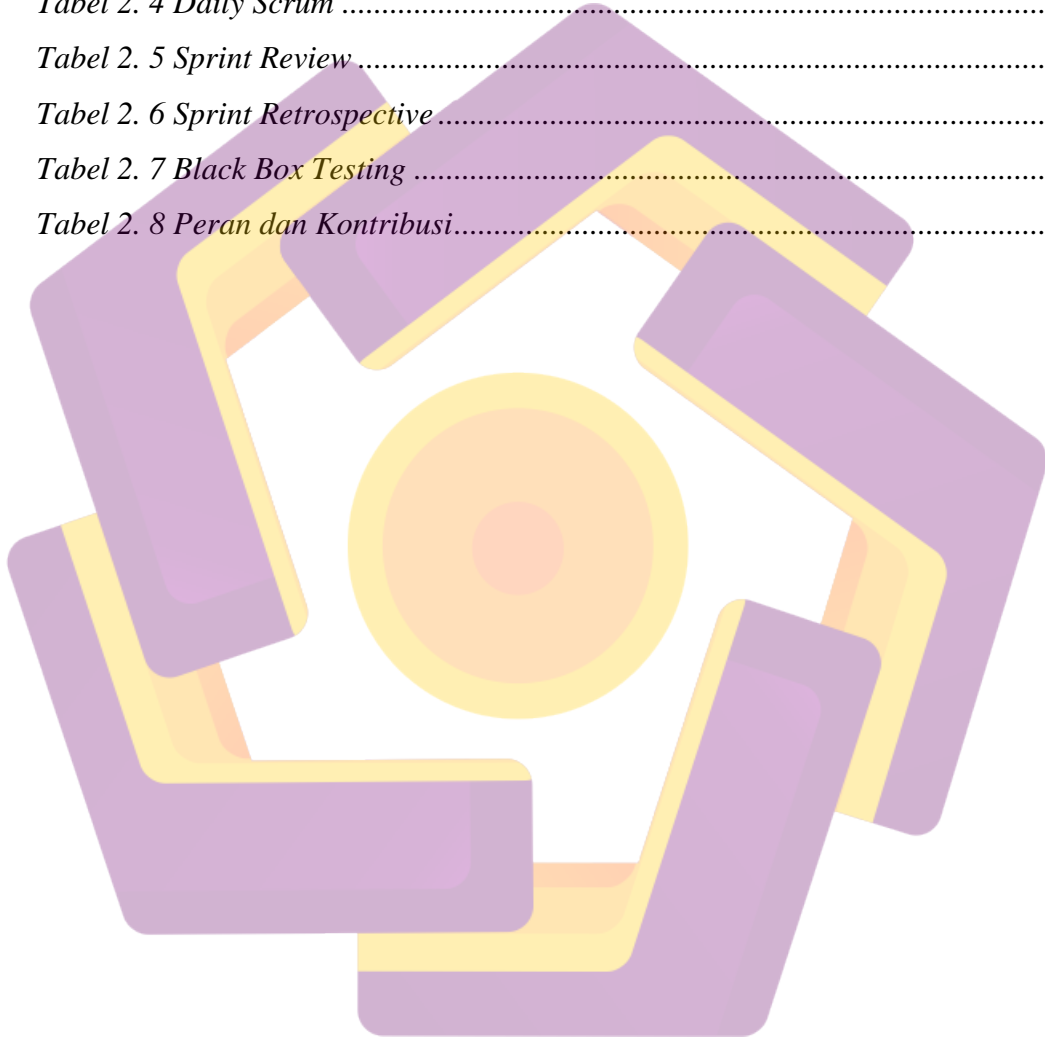 Tabel 2. 4 Daily Scrum ........................................................................................
Tabel 2. 5 Sprint Review ......................................................................................
Tabel 2. 6 Sprint Retrospective ............................................................................
Tabel 2. 7 Black Box Testing ...............................................................................
Tabel 2. 8 Peran dan Kontribusi..........................................................................